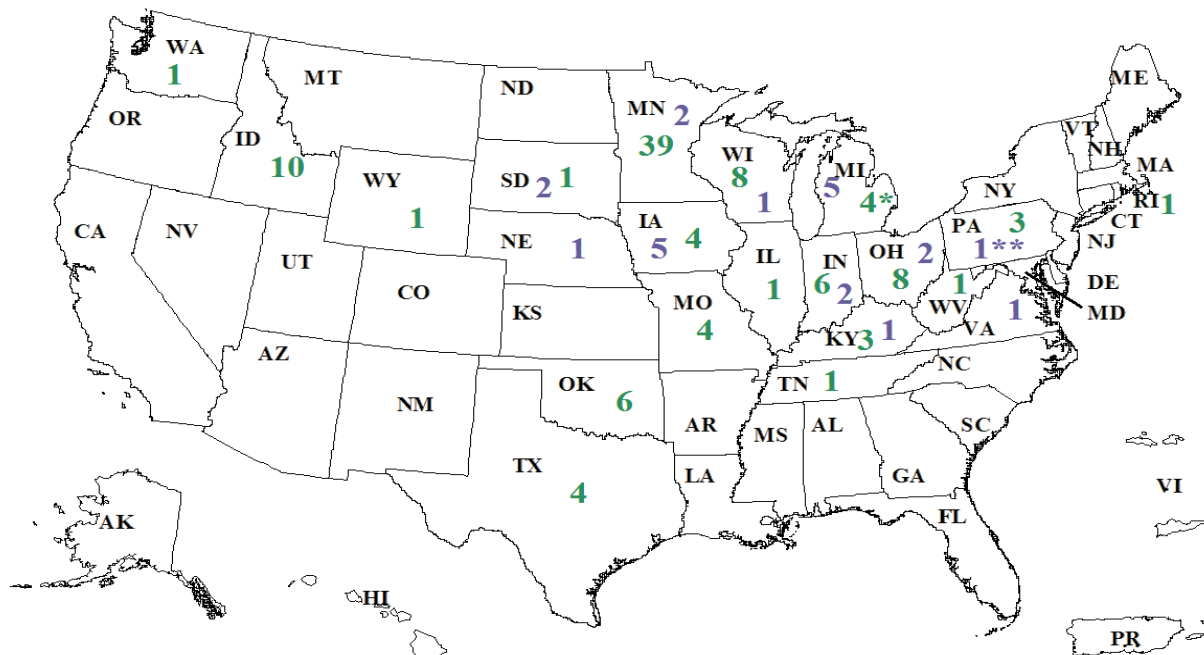 WA
1
MT
ND
MN 2
39
ME
OR
ID
10
VT
NH
WI
8
1
MI
5
4*
MA
SD 2 1
WY
1
NY
RI 1
CT
CA
NV
NE 1
IA
5 4
PA 3
1**
NJ
UT
IL
1
IN
6
2
OH 2
8
DE
MD
CO
MO
4
1
WV
VA 1
KS
KY 3 1
AZ
NC
TN 1
OK
6
NM
AR
MS
AL
SC
TX
4
LA
GA
VI
AK
FL
HI
PR